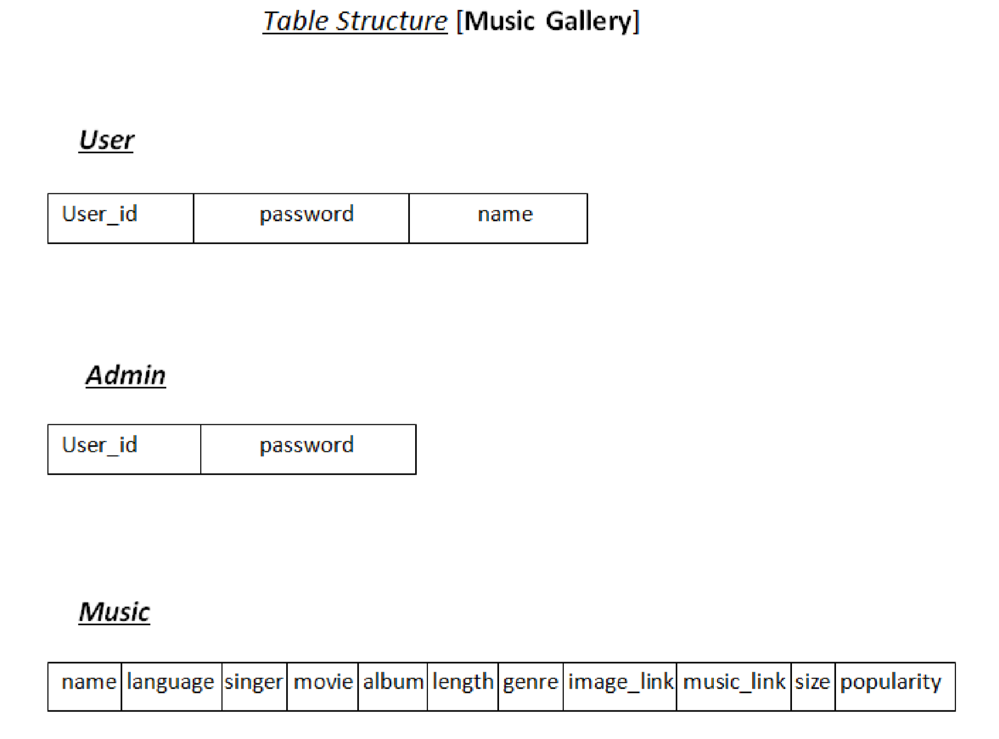 Table Structure [Music Gallery]
User
User_id password name
Admin
User_id password
Music
name language singer movie album length genre image_link music_link size popularity